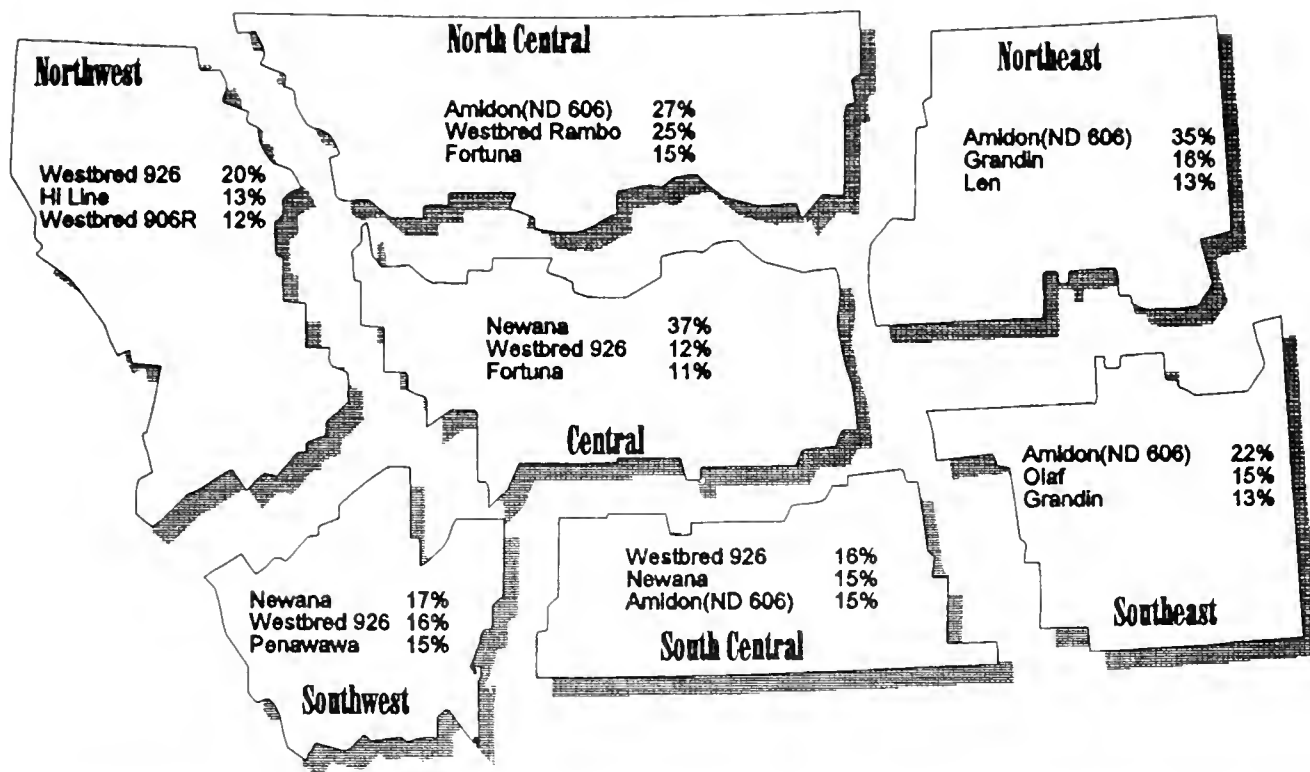 Northwest
Westbred 926 20%
Hi Line 13%
Westbred 906R 12%
North Central
Amidon(ND 606) 27%
Westbred Rambo 25%
Fortuna 15%
Northeast
Amidon(ND 606) 35%
Grandin 16%
Len 13%
Newana 37%
Westbred 926 12%
Fortuna 11%
Central
Amidon(ND 606) 22%
Olaf 15%
Grandin 13%
Southeast
Newana 17%
Westbred 926 16%
Penawawa 15%
Southwest
Westbred 926 16%
Newana 15%
Amidon(ND 606) 15%
South Central